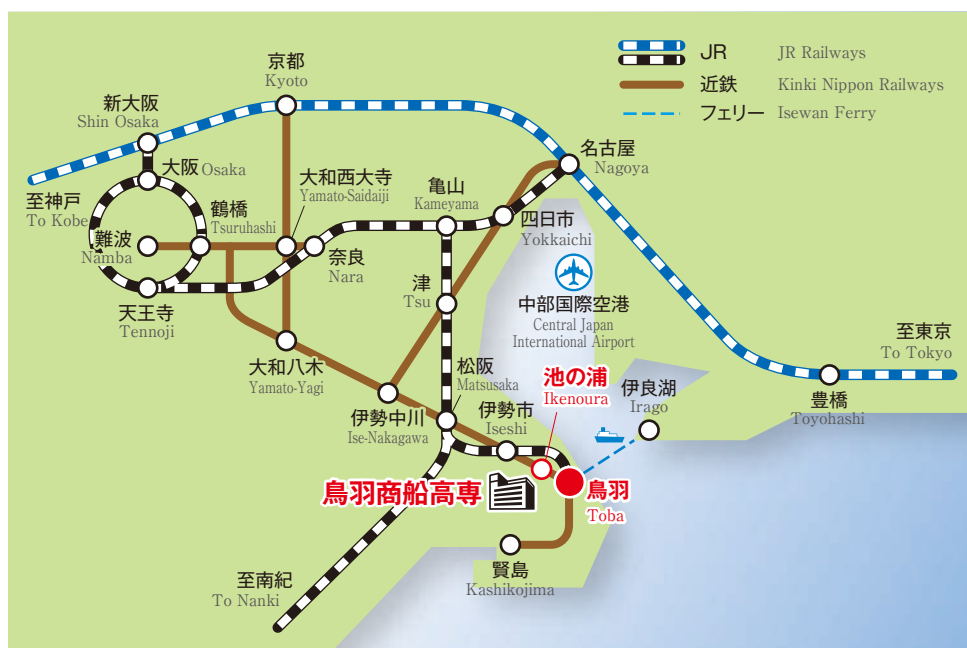 JR JR Railways
近鉄 Kinki Nippon Railways
フェリー Isewan Ferry
京都
Kyoto
新大阪
Shin Osaka
大阪 Osaka
至神戸
To Kobe
鶴橋
Tsuruhashi
大和西大寺
Yamato-Saidaiji
亀山
Kameyama
名古屋
Nagoya
四日市
Yokkaichi
難波
Namba
奈良
Nara
津
Tsu
天王寺
Tennoji
中部国際空港
Central Japan
International Airport
至東京
To Tokyo
大和八木
Yamato-Yagi
松阪
Matsusaka
池の浦
Ikenoura
伊良湖
Irago
豊橋
Toyohashi
伊勢中川
Ise-Nakagawa
伊勢市
Iseshi
鳥羽商船高専
鳥羽
Toba
賢島
Kashikojima
至南紀
To Nanki